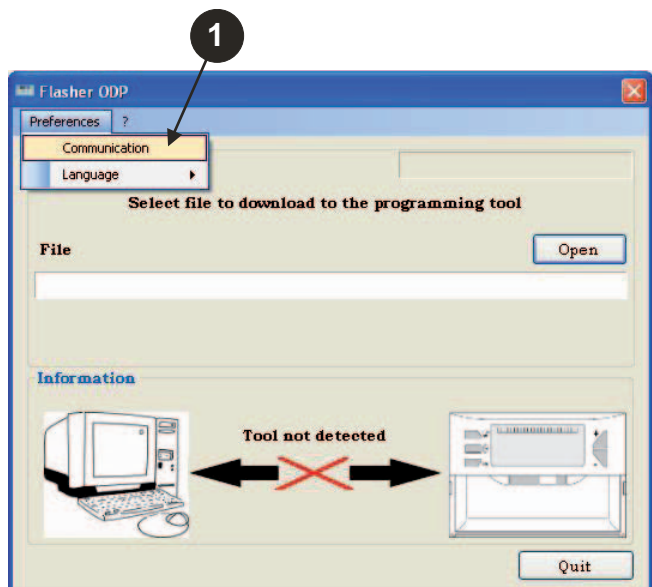 1
Flasher ODP
Preferences ?
Communication
Language
Select file to download to the programming tool
File
Open
Information
Tool not detected
Quit